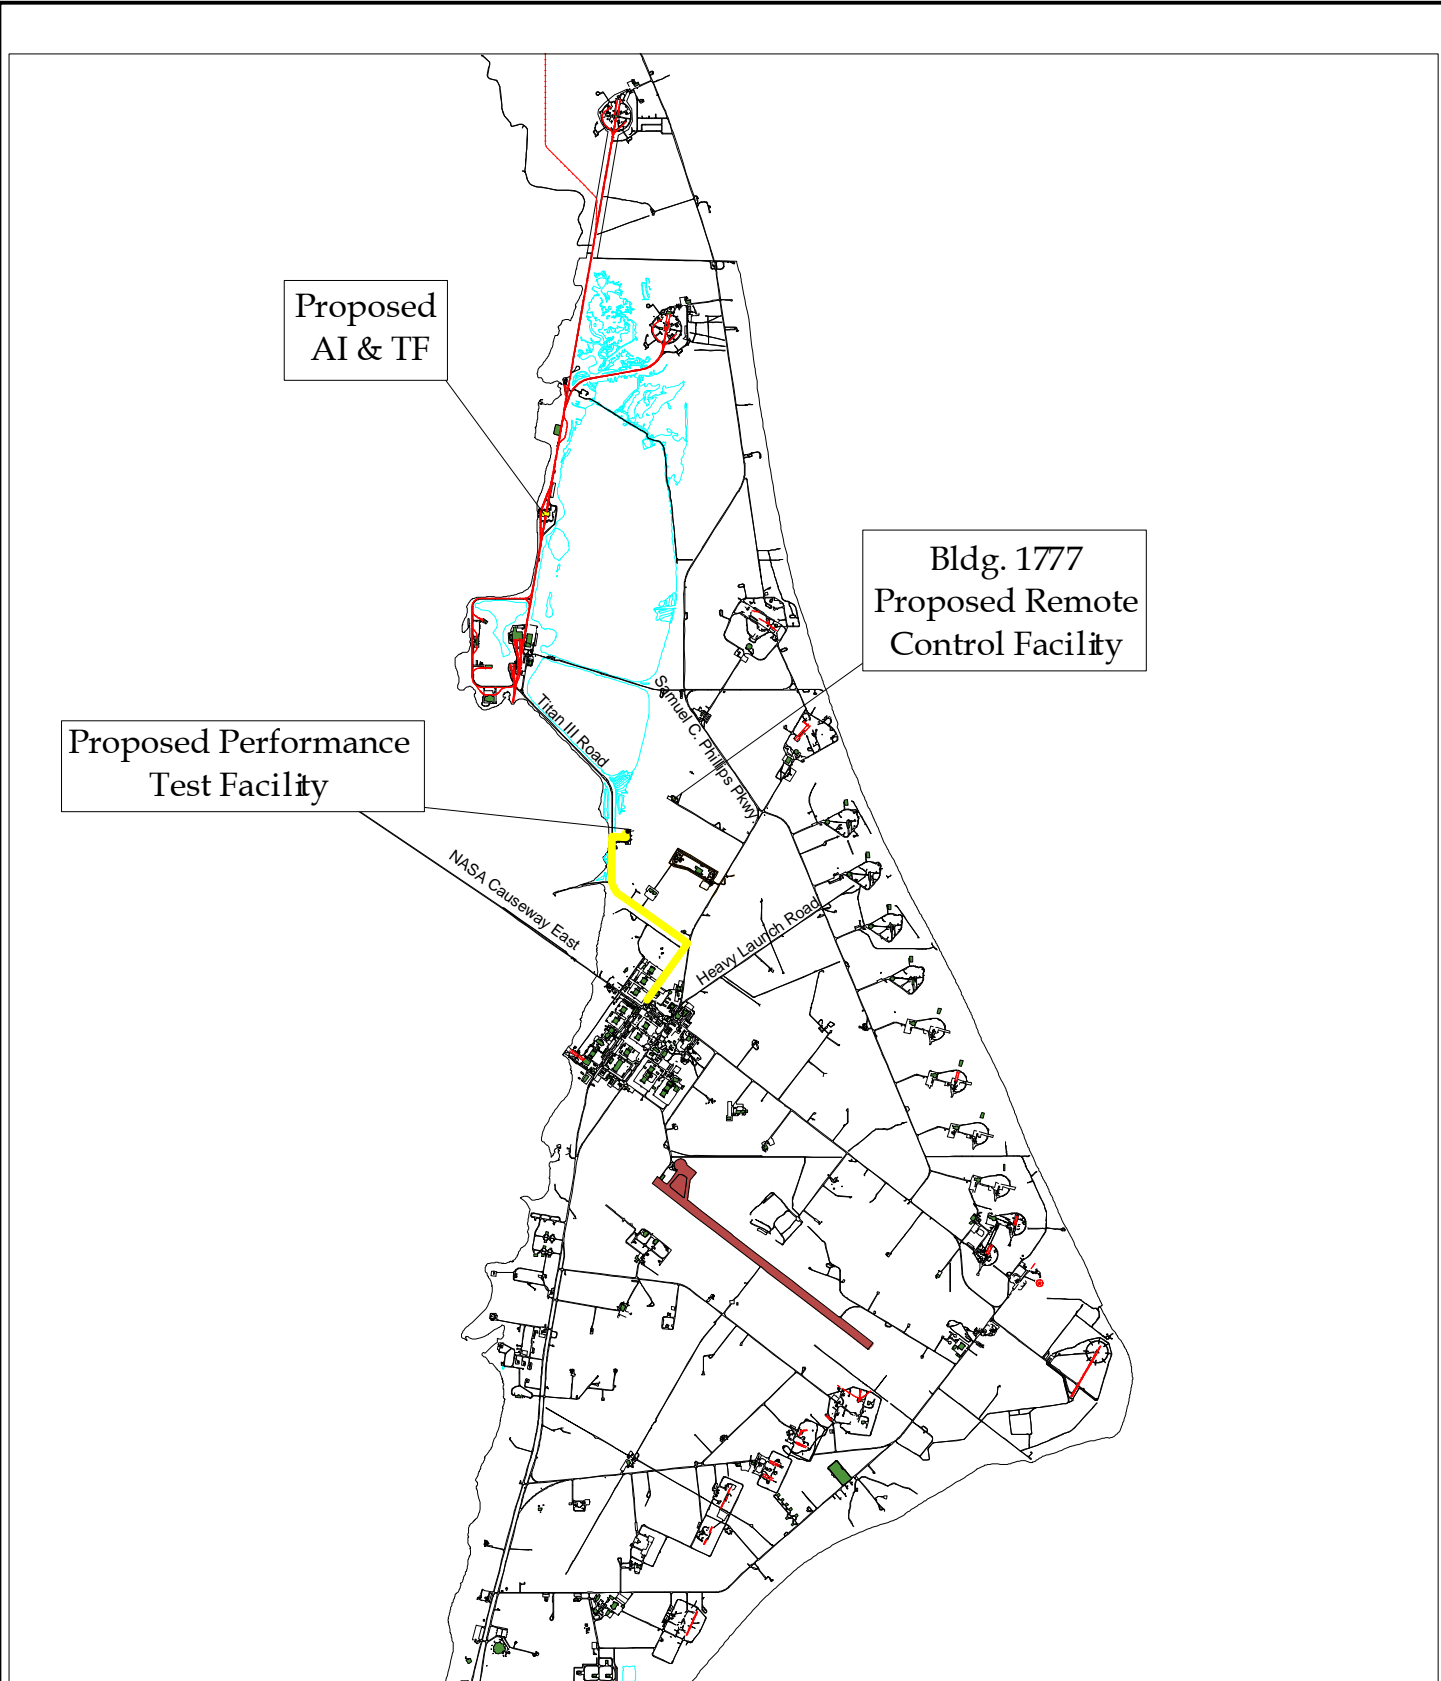 Proposed
AI & TF
Bldg. 1777
Proposed Remote
Control Facility
Samuel C. Phillips Pkwy.
Titan III Road
Proposed Performance
Test Facility
NASA Causeway East
Heavy Launch Road